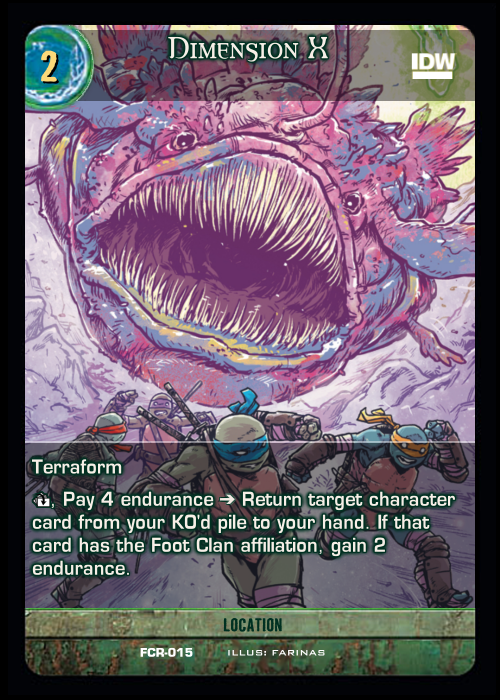 2
Dimension X
IDW
Terraform
, Pay 4 endurance ➔ Return target character
card from your KO'd pile to your hand. If that
card has the Foot Clan affiliation, gain 2
endurance.
LOCATION
FCR-015 ILLUS: FARINAS